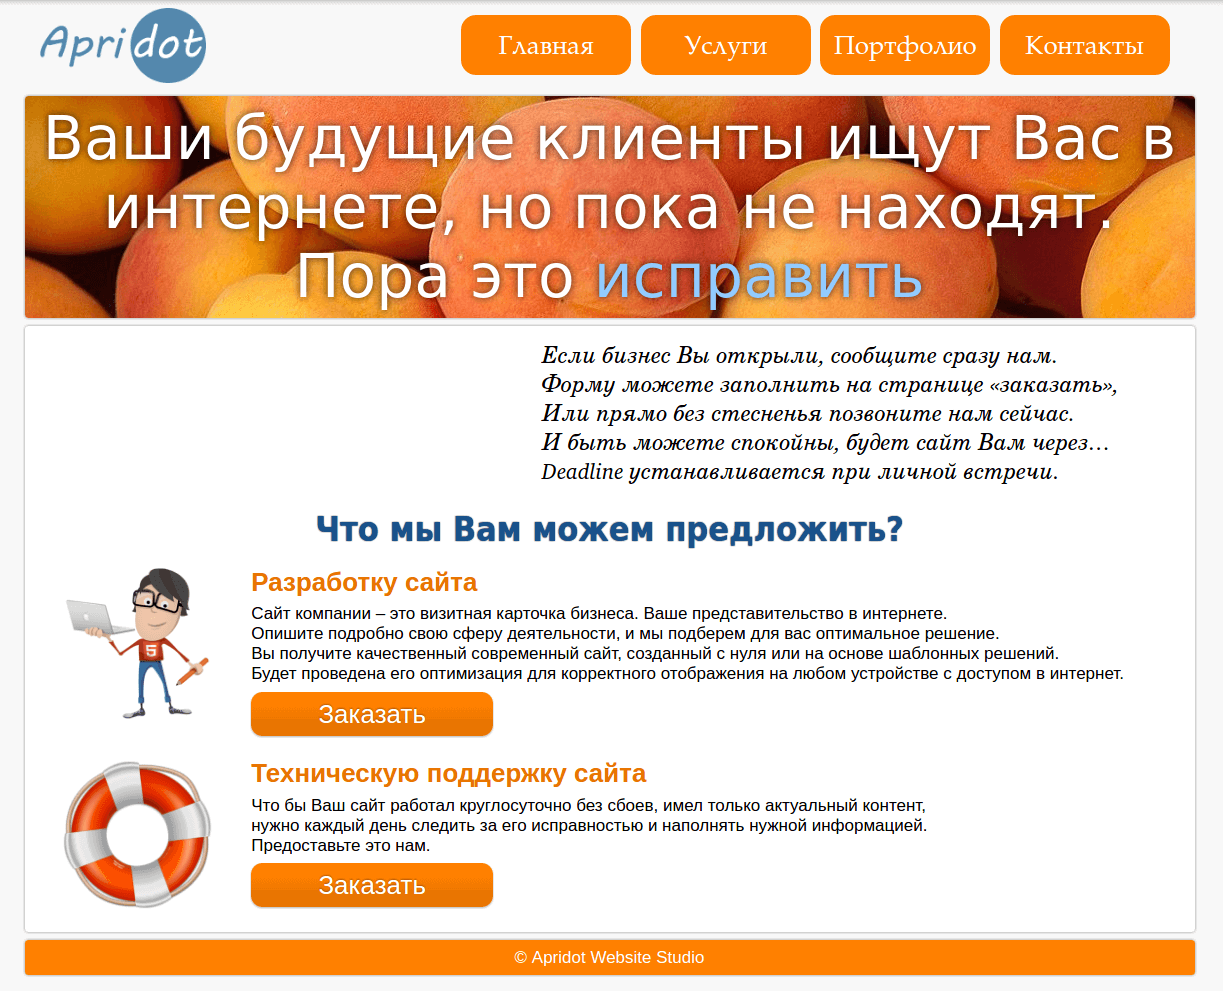 Apridot
Главная Услуги Портфолио Контакты
Ваши будущие клиенты ищут Вас в
интернете, но пока не находят.
Пора это исправить
Если бизнес Вы открыли, сообщите сразу нам.
Форму можете заполнить на странице «заказать»,
Или прямо без стесненья позвоните нам сейчас.
И быть можете спокойны, будет сайт Вам через…
Deadline устанавливается при личной встречи.
Что мы Вам можем предложить?
5
Разработку сайта
Сайт компании – это визитная карточка бизнеса. Ваше представительство в интернете.
Опишите подробно свою сферу деятельности, и мы подберем для вас оптимальное решение.
Вы получите качественный современный сайт, созданный с нуля или на основе шаблонных решений.
Будет проведена его оптимизация для корректного отображения на любом устройстве с доступом в интернет.
Заказать
Техническую поддержку сайта
Что бы Ваш сайт работал круглосуточно без сбоев, имел только актуальный контент,
нужно каждый день следить за его исправностью и наполнять нужной информацией.
Предоставьте это нам.
Заказать
© Apridot Website Studio